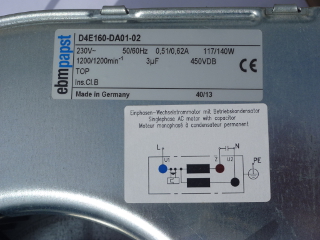 ebmpapst
D4E160-DA01-02
230V~ 50/60Hz 0,51/0,62A 117/140W
1200/1200min⁻¹ 3µF 450VDB
TOP
Ins.Cl.B
CE
Made in Germany 40/13
Einphasen-Wechselstrommotor mit Betriebskondensator
Singlephase AC motor with capacitor
Moteur monophasé à condensateur permanent
L N
U1 Z U2 PE